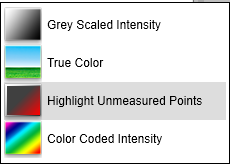 Grey Scaled Intensity
True Color
Highlight Unmeasured Points
Color Coded Intensity